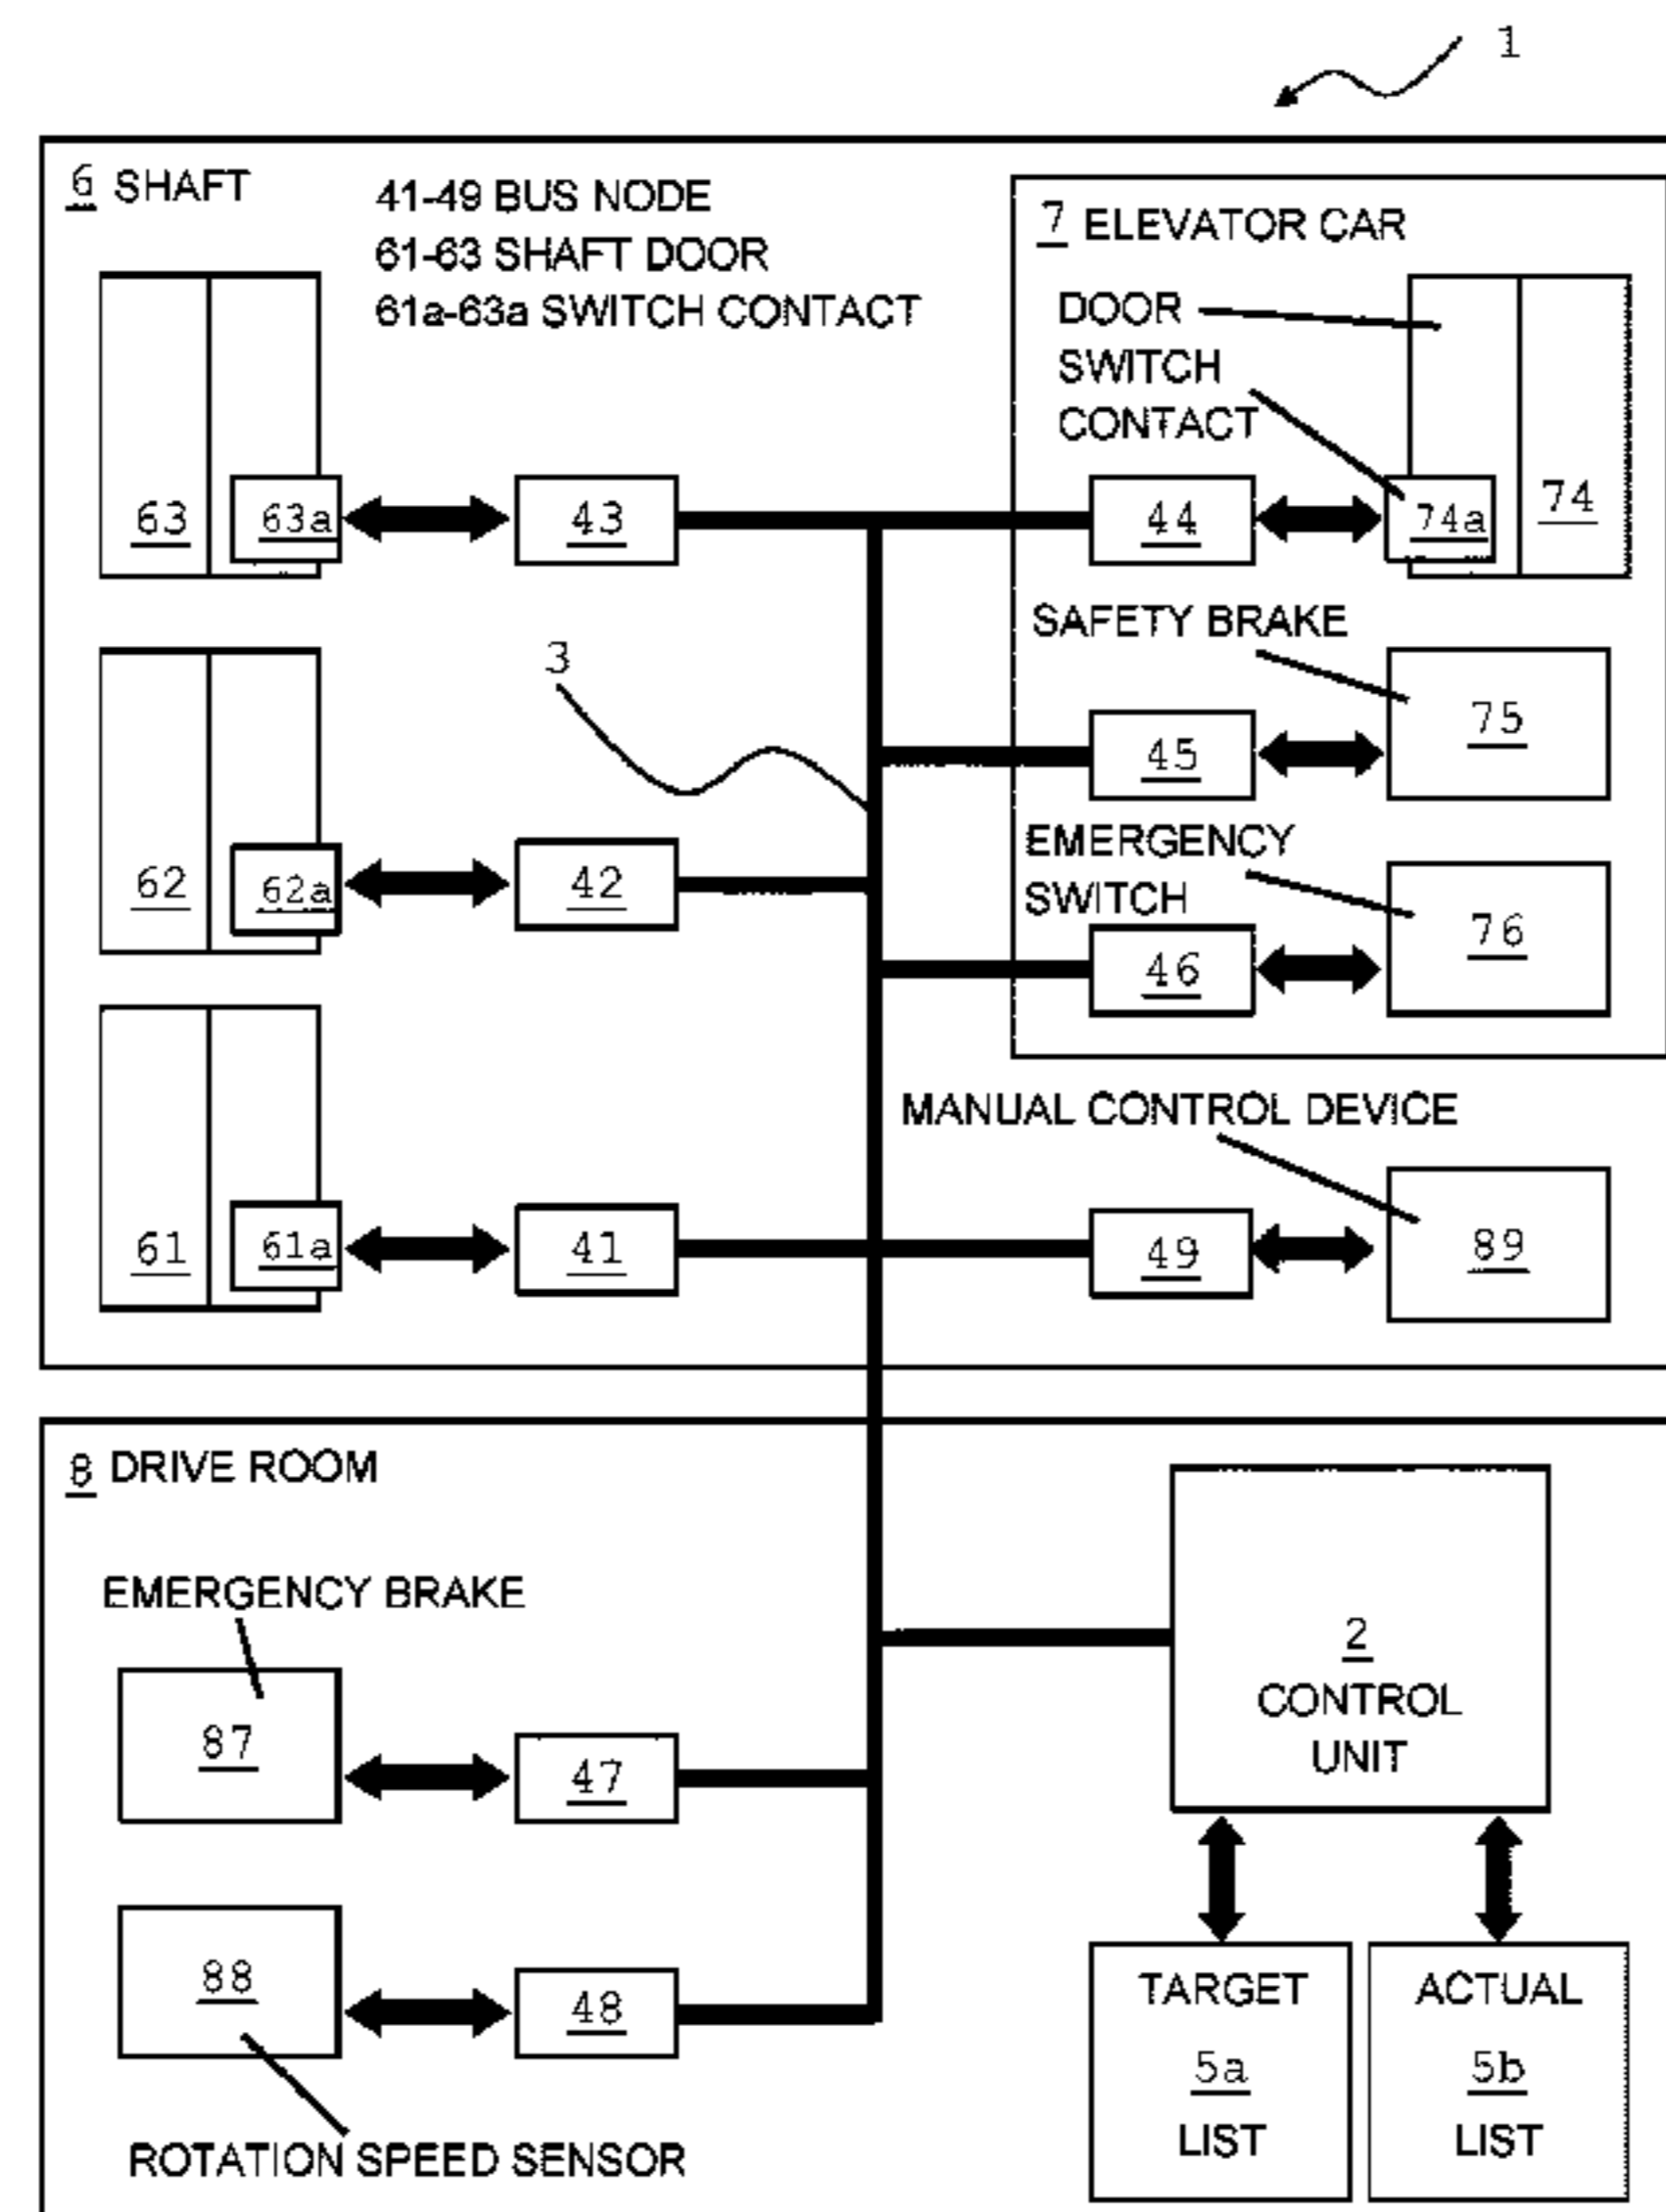 1
6 SHAFT
41-49 BUS NODE
61-63 SHAFT DOOR
61a-63a SWITCH CONTACT
7 ELEVATOR CAR
DOOR
SWITCH
CONTACT
63
63a
43
44
74a
74
SAFETY BRAKE
3
75
45
EMERGENCY
SWITCH
62
62a
42
76
46
MANUAL CONTROL DEVICE
61
61a
41
49
89
8 DRIVE ROOM
EMERGENCY BRAKE
2
CONTROL
UNIT
87
47
88
48
TARGET
5a
LIST
ACTUAL
5b
LIST
ROTATION SPEED SENSOR